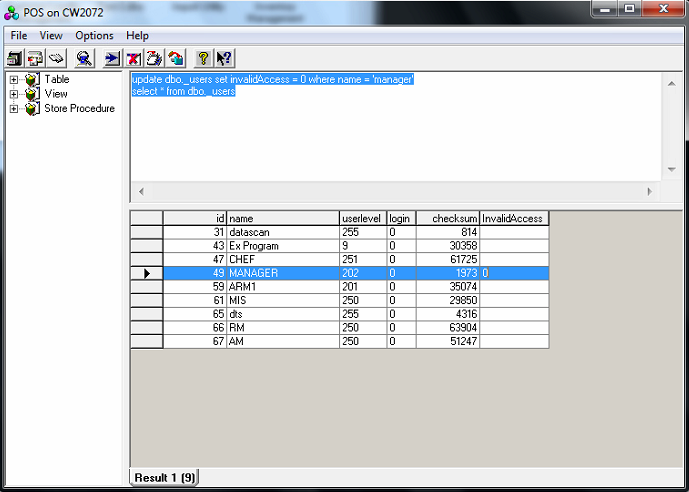 POS on CW2072
File View Options Help
Table
View
Store Procedure
update dbo._users set invalidAccess = 0 where name = 'manager'
select * from dbo._users
id name userlevel login checksum InvalidAccess
31 datascan 255 0 814
43 Ex Program 9 0 30358
47 CHEF 251 0 61725
49 MANAGER 202 0 1973 0
59 ARM1 201 0 35074
61 MIS 250 0 29850
65 dts 255 0 4316
66 RM 250 0 63904
67 AM 250 0 51247
Result 1 (9)